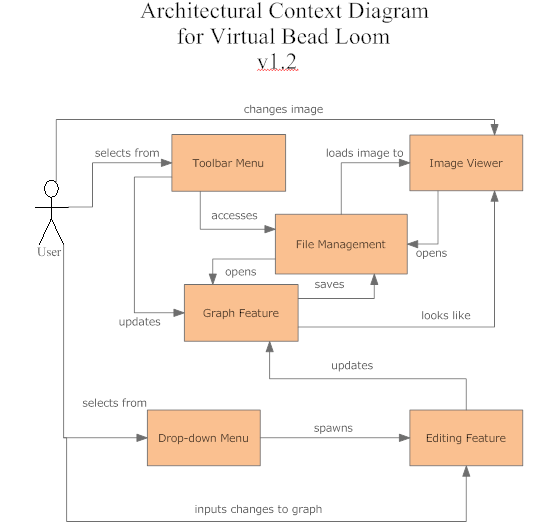 Architectural Context Diagram
for Virtual Bead Loom
v1.2
changes image
selects from
Toolbar Menu
loads image to
Image Viewer
accesses
User
File Management
opens
opens
saves
Graph Feature
updates
looks like
updates
selects from
Drop-down Menu
spawns
Editing Feature
inputs changes to graph